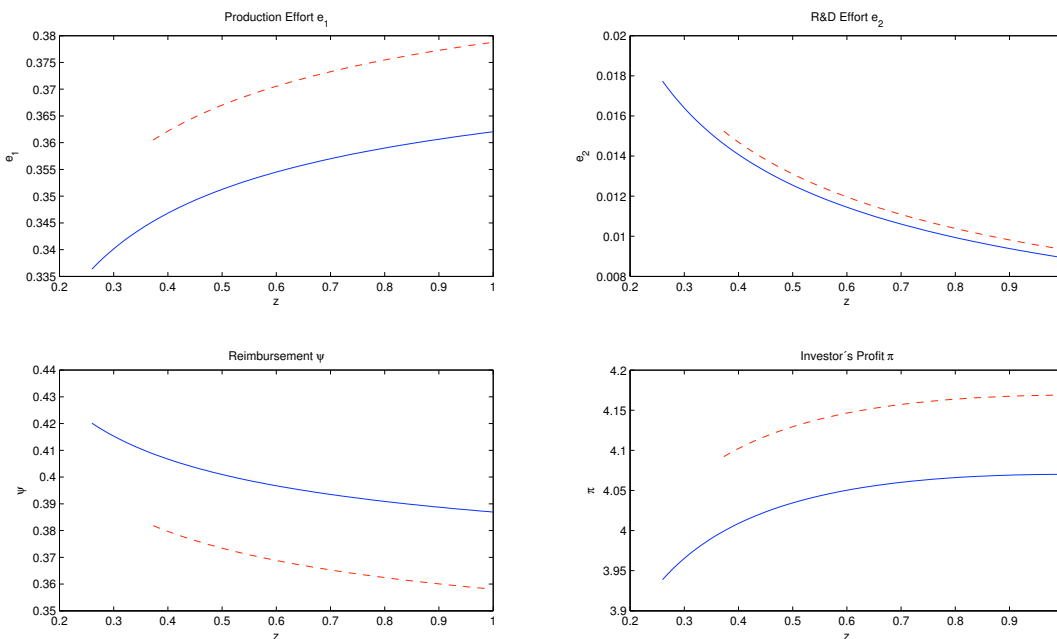 Production Effort e₁
0.38
0.375
0.37
0.365
0.36
0.355
0.35
0.345
0.34
0.335
e₁
0.2 0.3 0.4 0.5 0.6 0.7 0.8 0.9 1
z
R&D Effort e₂
0.02
0.018
0.016
0.014
0.012
0.01
0.008
e₂
0.2 0.3 0.4 0.5 0.6 0.7 0.8 0.9
z
Reimbursement ψ
0.44
0.43
0.42
0.41
0.4
0.39
0.38
0.37
0.36
0.35
ψ
0.2 0.3 0.4 0.5 0.6 0.7 0.8 0.9 1
z
Investor´s Profit π
4.2
4.15
4.1
4.05
4
3.95
3.9
π
0.2 0.3 0.4 0.5 0.6 0.7 0.8 0.9
z